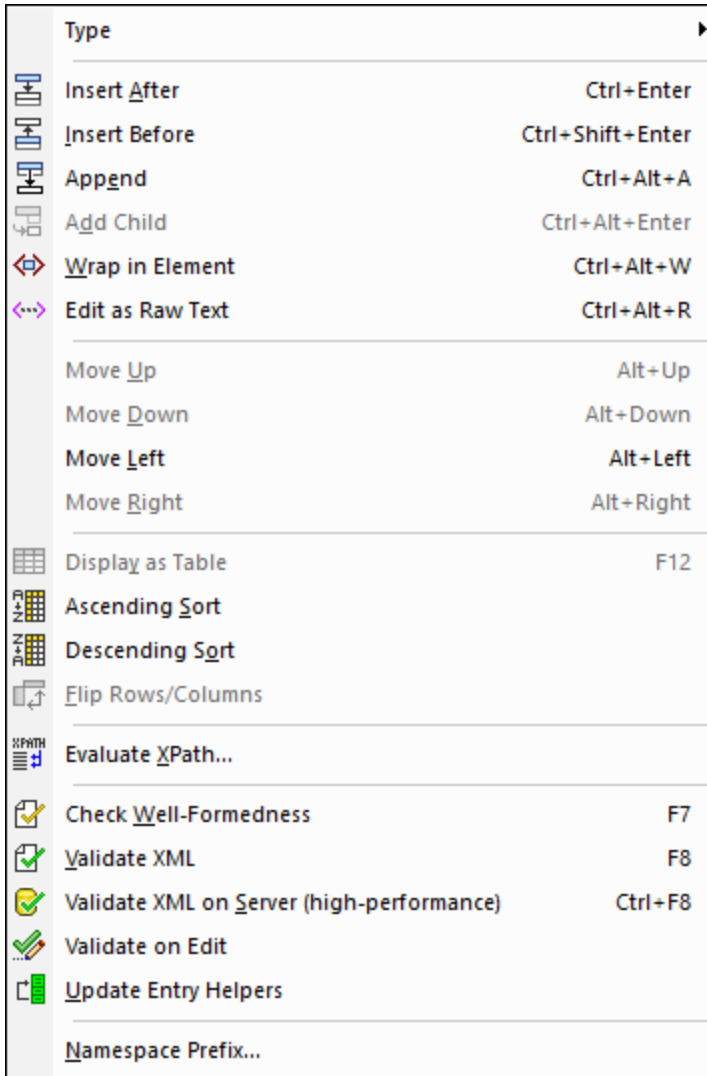 Type
Insert After Ctrl+Enter
Insert Before Ctrl+Shift+Enter
Append Ctrl+Alt+A
Add Child Ctrl+Alt+Enter
Wrap in Element Ctrl+Alt+W
Edit as Raw Text Ctrl+Alt+R
Move Up Alt+Up
Move Down Alt+Down
Move Left Alt+Left
Move Right Alt+Right
Display as Table F12
Ascending Sort
Descending Sort
Flip Rows/Columns
XPATH Evaluate XPath...
Check Well-Formedness F7
Validate XML F8
Validate XML on Server (high-performance) Ctrl+F8
Validate on Edit
Update Entry Helpers
Namespace Prefix...